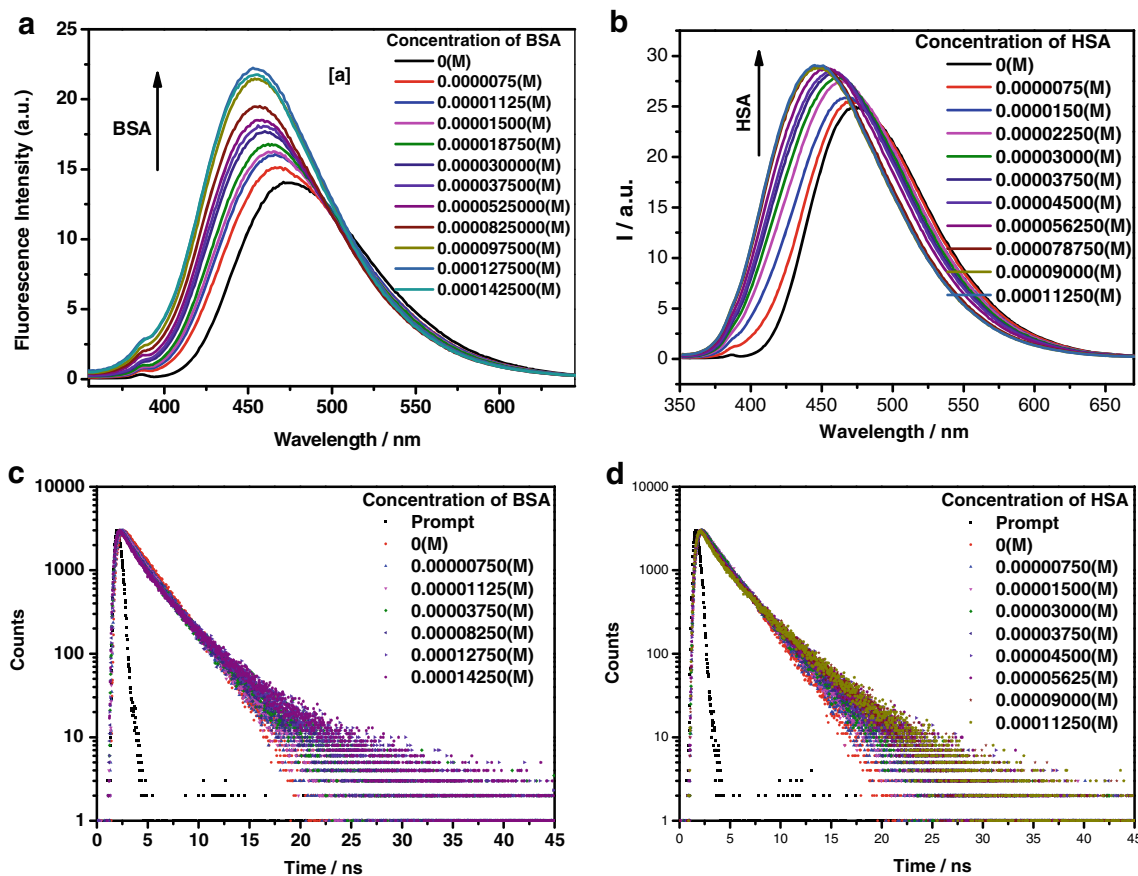 a
25
20
15
10
5
0
Fluorescence Intensity (a.u.)
BSA
[a]
Concentration of BSA
0(M)
0.0000075(M)
0.00001125(M)
0.00001500(M)
0.000018750(M)
0.000030000(M)
0.000037500(M)
0.0000525000(M)
0.0000825000(M)
0.000097500(M)
0.000127500(M)
0.000142500(M)
400 450 500 550 600
Wavelength / nm
b
30
25
20
15
10
5
0
I / a.u.
HSA
Concentration of HSA
0(M)
0.0000075(M)
0.0000150(M)
0.00002250(M)
0.00003000(M)
0.00003750(M)
0.00004500(M)
0.000056250(M)
0.000078750(M)
0.00009000(M)
0.00011250(M)
350 400 450 500 550 600 650
Wavelength / nm
c
10000
1000
100
10
1
Counts
Concentration of BSA
Prompt
0(M)
0.00000750(M)
0.00001125(M)
0.00003750(M)
0.00008250(M)
0.00012750(M)
0.00014250(M)
0 5 10 15 20 25 30 35 40 45
Time / ns
d
10000
1000
100
10
1
Counts
Concentration of HSA
Prompt
0(M)
0.00000750(M)
0.00001500(M)
0.00003000(M)
0.00003750(M)
0.00004500(M)
0.00005625(M)
0.00009000(M)
0.00011250(M)
0 5 10 15 20 25 30 35 40 45
Time / ns